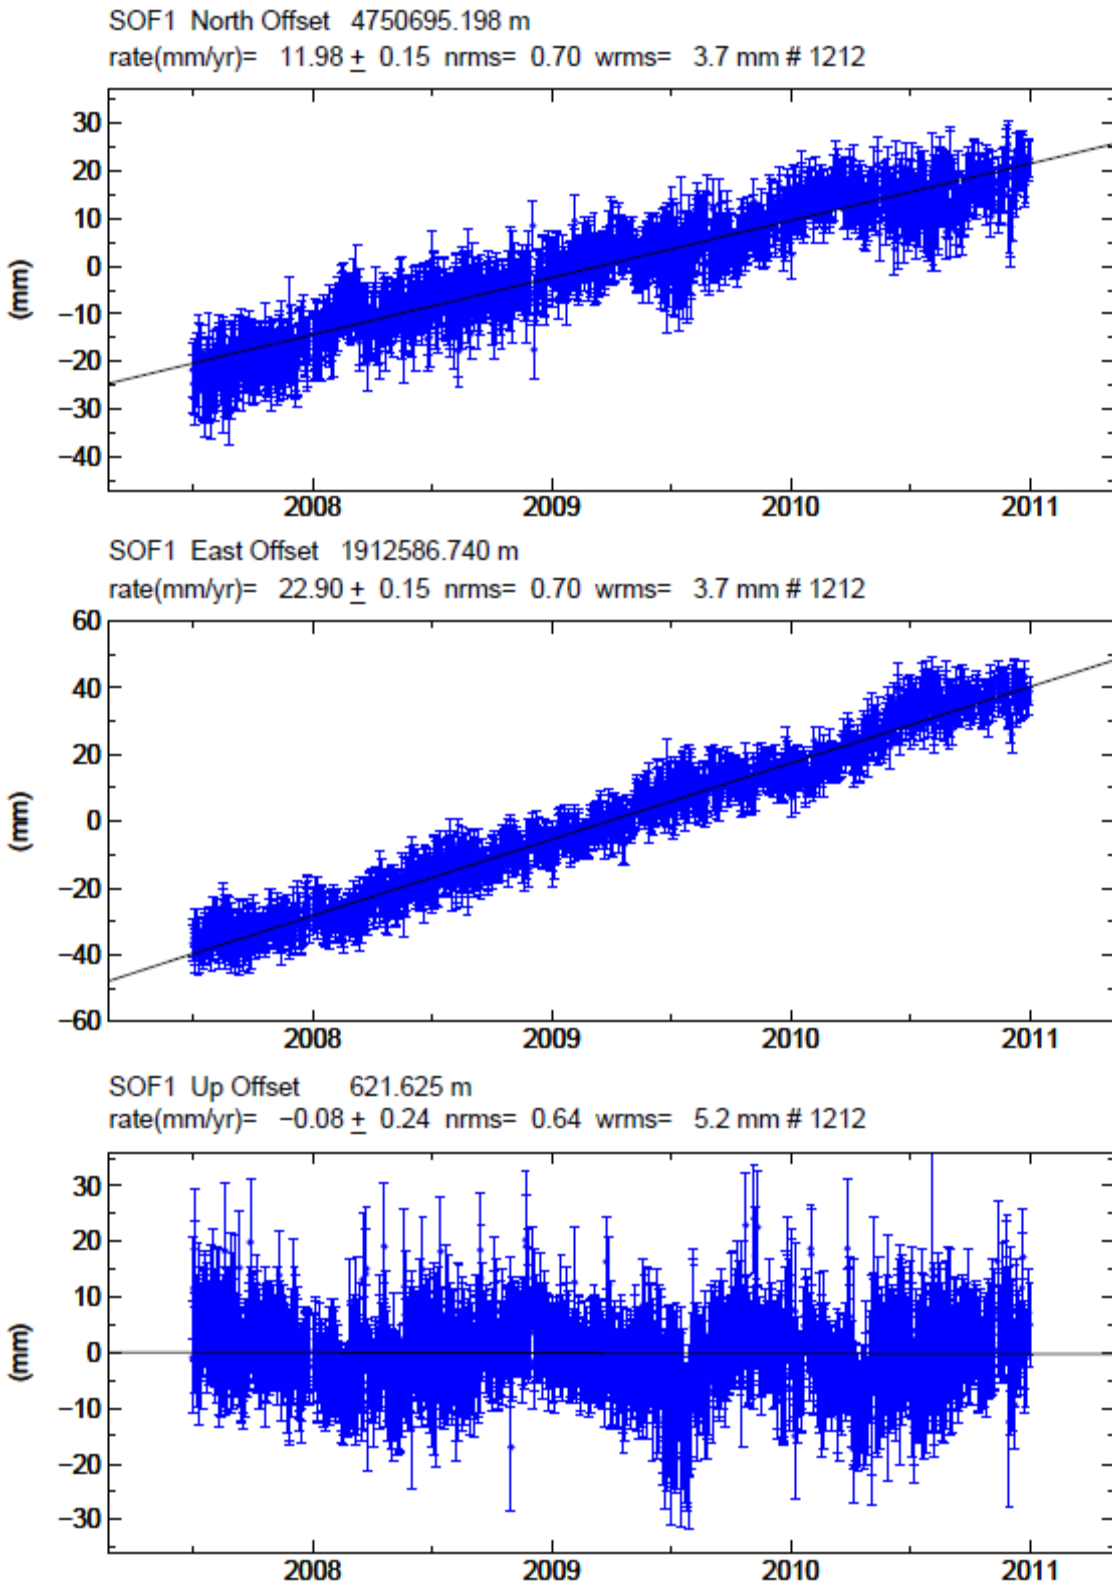 SOF1 North Offset 4750695.198 m
rate(mm/yr)= 11.98 ± 0.15 nrms= 0.70 wrms= 3.7 mm # 1212
30
20
10
0
−10
−20
−30
−40
(mm)
2008 2009 2010 2011
SOF1 East Offset 1912586.740 m
rate(mm/yr)= 22.90 ± 0.15 nrms= 0.70 wrms= 3.7 mm # 1212
60
40
20
0
−20
−40
−60
(mm)
2008 2009 2010 2011
SOF1 Up Offset 621.625 m
rate(mm/yr)= −0.08 ± 0.24 nrms= 0.64 wrms= 5.2 mm # 1212
30
20
10
0
−10
−20
−30
(mm)
2008 2009 2010 2011